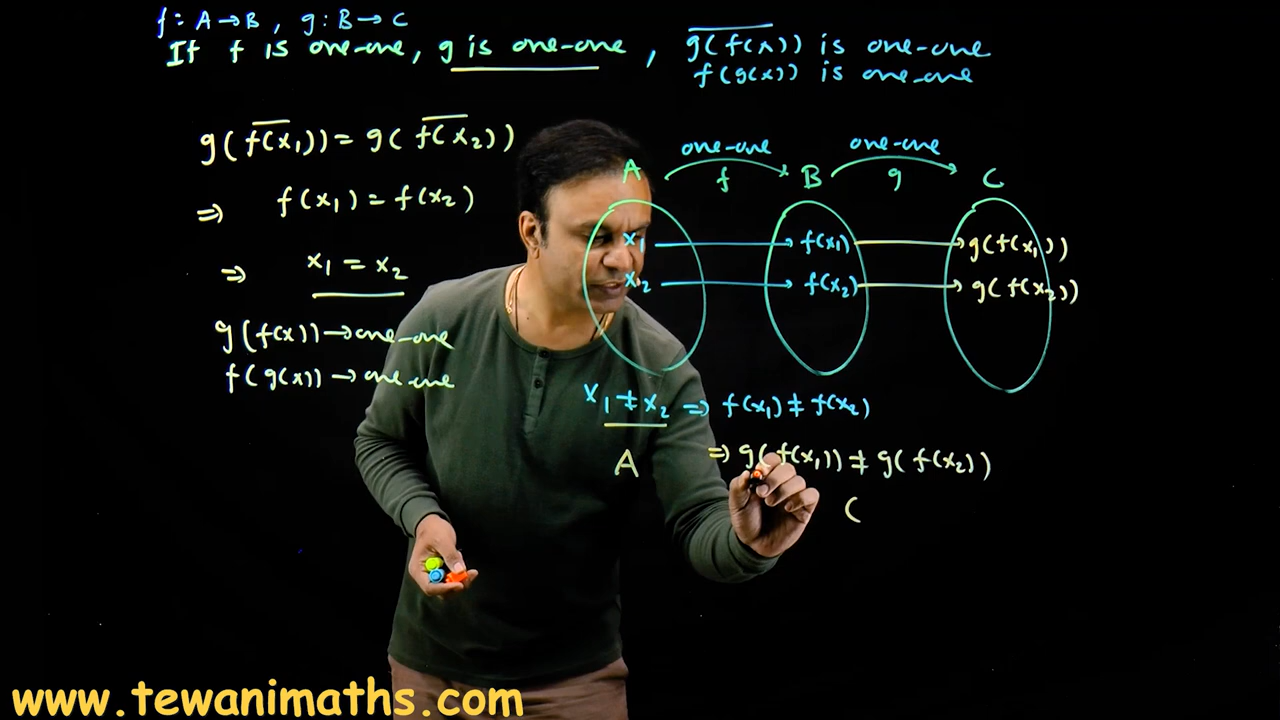 f : A → B , g : B → C
If f is one-one, g is one-one , g(f(x)) is one-one
f(g(x)) is one-one
g(f(x₁)) = g(f(x₂))
⇒ f(x₁) = f(x₂)
⇒ x₁ = x₂
g(f(x)) → one-one
f(g(x)) → one-one
one-one one-one
A f B g C
x₁ f(x₁) g(f(x₁))
x₂ f(x₂) g(f(x₂))
x₁ ≠ x₂ ⇒ f(x₁) ≠ f(x₂)
A ⇒ g(f(x₁)) ≠ g(f(x₂))
C
www.tewanimaths.com